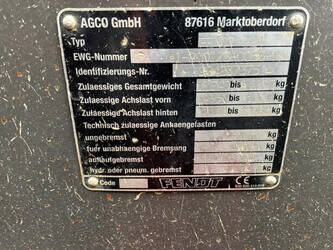 AGCO GmbH 87616 Marktoberdorf
Typ
EWG-Nummer
Identifizierungs-Nr.
Zulaessiges Gesamtgewicht bis kg
Zulaessige Achslast vorn bis kg
Zulaessige Achslast hinten bis kg
Technisch zulaessige Anhaengelasten
ungebremst kg
fuer unabhaengige Bremsung kg
auflaufgebremst kg
hydr. oder pneum. gebremst kg
Code FENDT CE